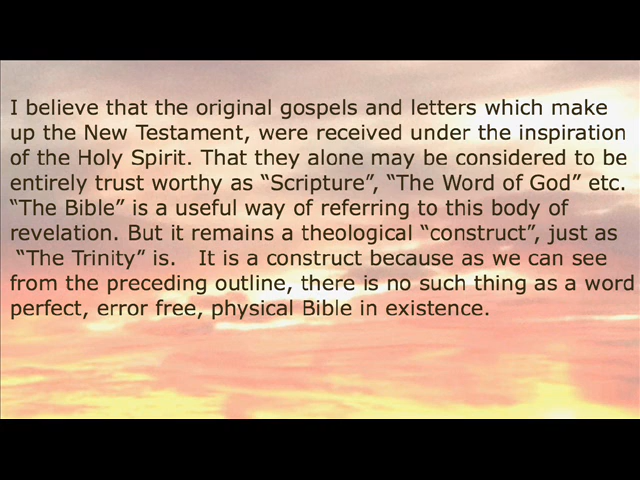 I believe that the original gospels and letters which make
up the New Testament, were received under the inspiration
of the Holy Spirit. That they alone may be considered to be
entirely trust worthy as “Scripture”, “The Word of God” etc.
“The Bible” is a useful way of referring to this body of
revelation. But it remains a theological “construct”, just as
“The Trinity” is.   It is a construct because as we can see
from the preceding outline, there is no such thing as a word
perfect, error free, physical Bible in existence.